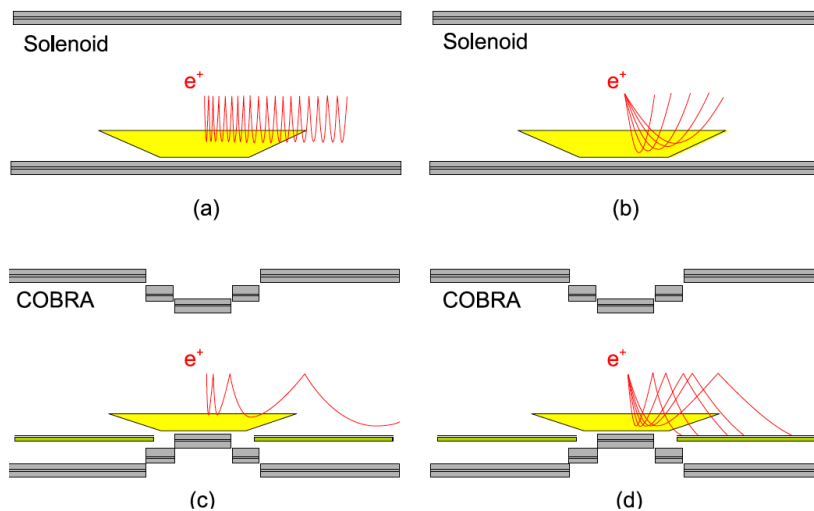 Solenoid
e+
(a)
Solenoid
e+
(b)
COBRA
e+
(c)
COBRA
e+
(d)